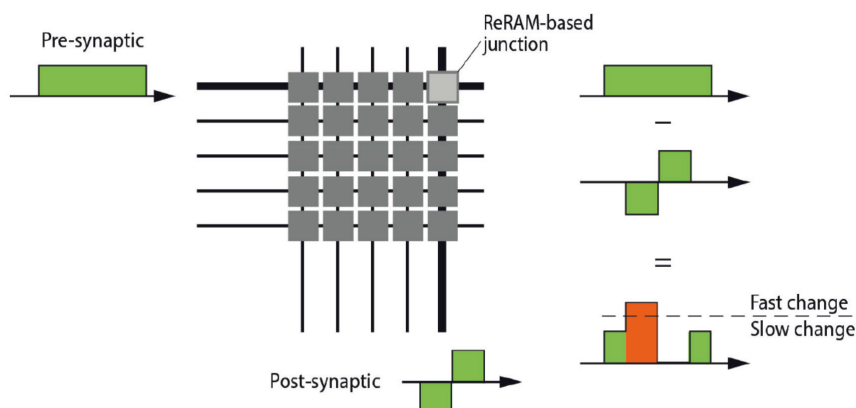 ReRAM-based
junction
Pre-synaptic
–
=
Fast change
Slow change
Post-synaptic